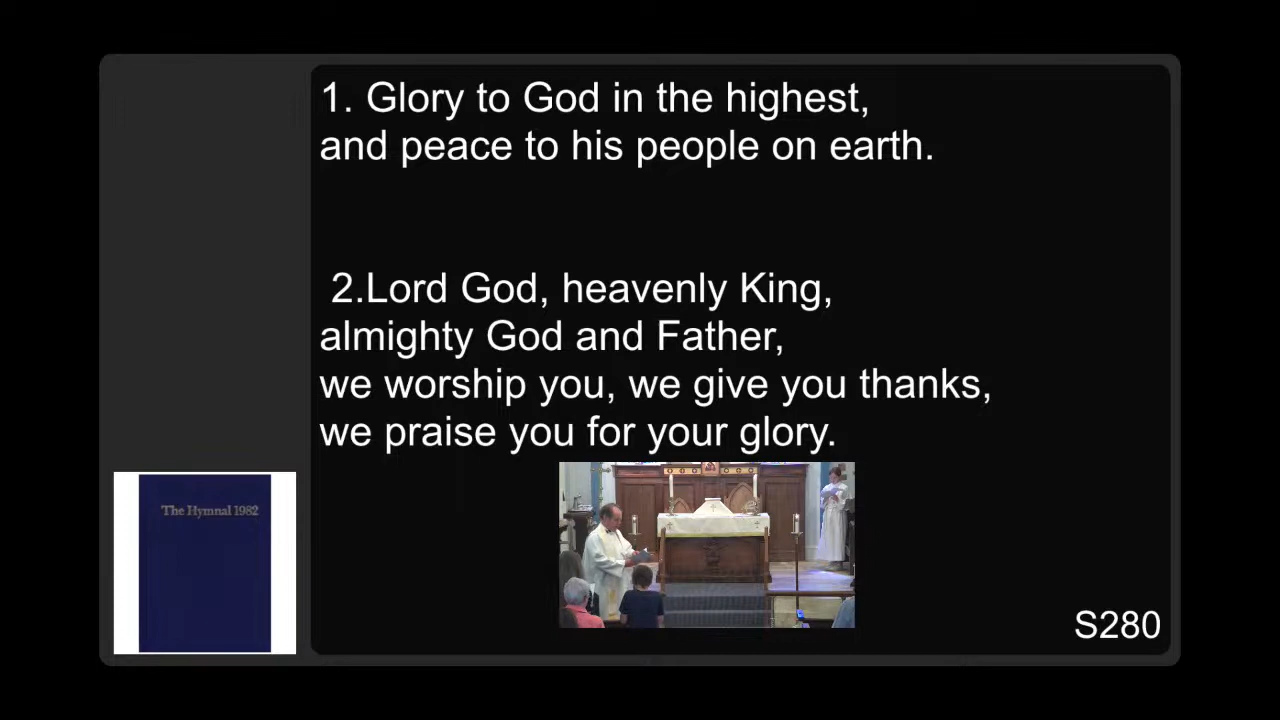 1. Glory to God in the highest,
and peace to his people on earth.
2.Lord God, heavenly King,
almighty God and Father,
we worship you, we give you thanks,
we praise you for your glory.
The Hymnal 1982
S280